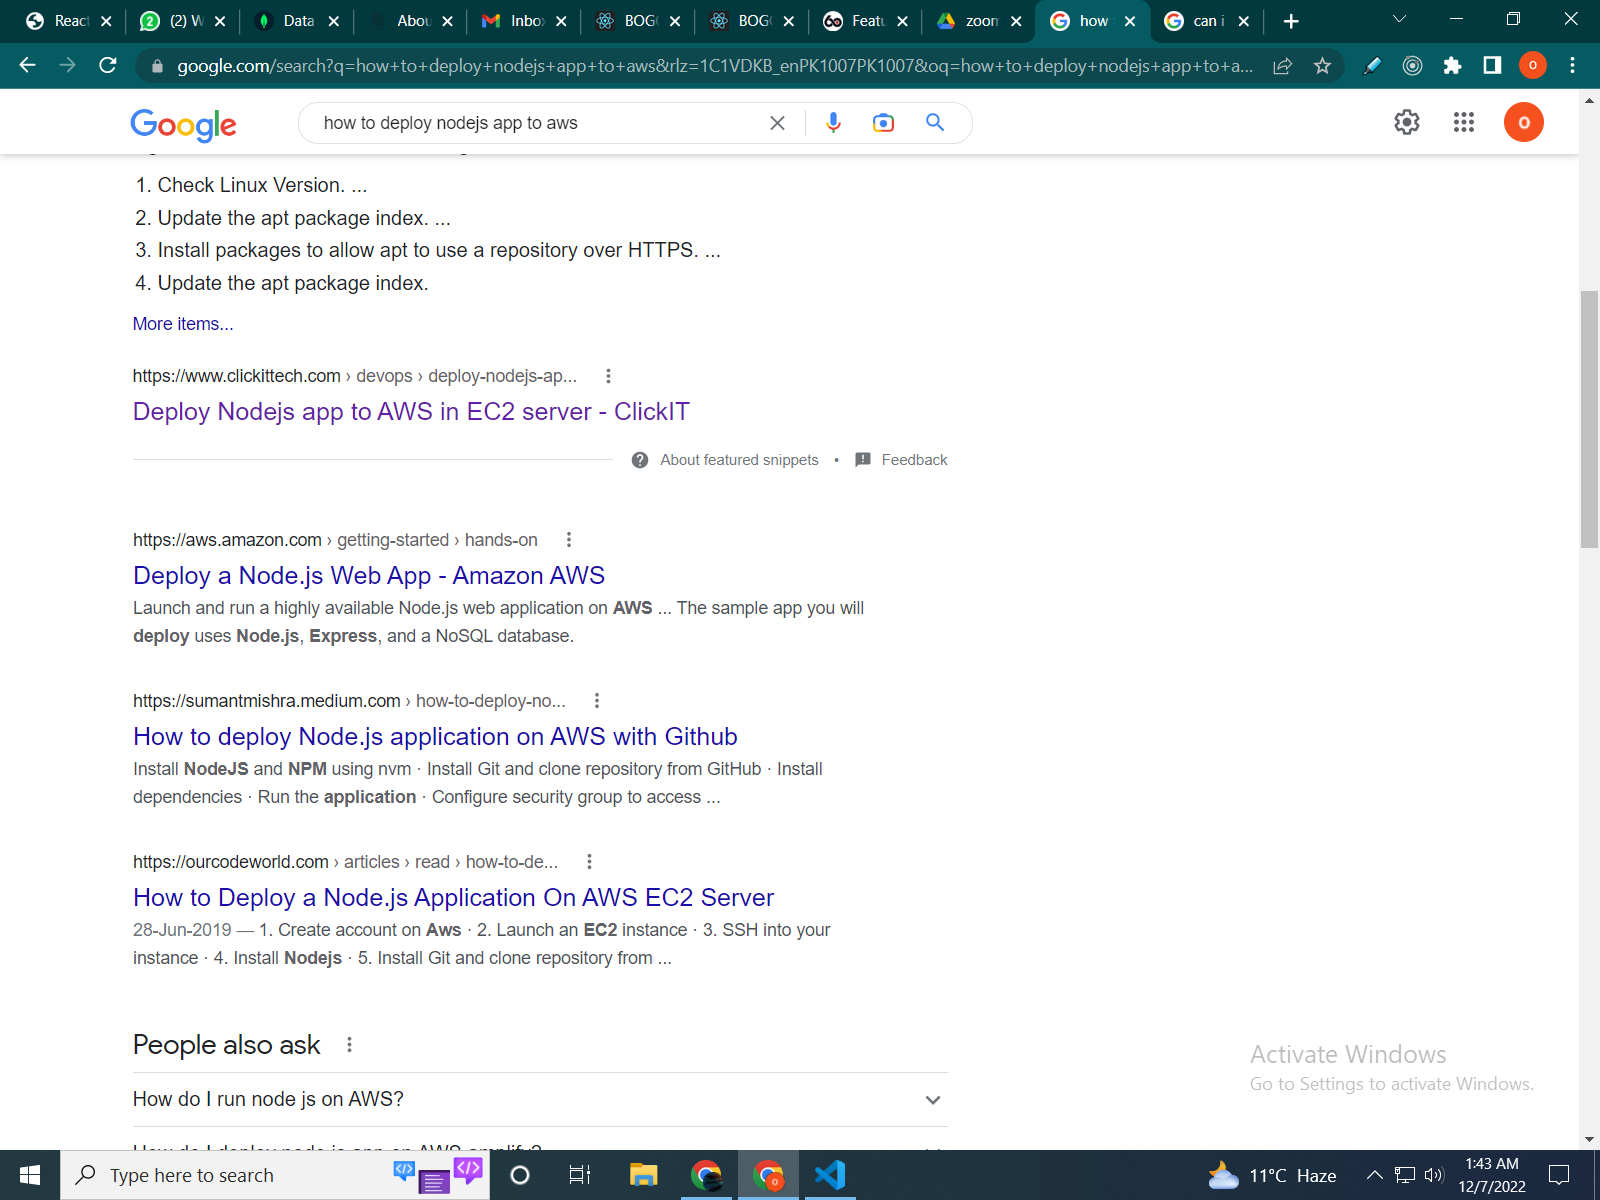 React
(2) W
Data
Abou
Inbo
BOG
BOG
Featu
zoom
how
can i
google.com/search?q=how+to+deploy+nodejs+app+to+aws&rlz=1C1VDKB_enPK1007PK1007&oq=how+to+deploy+nodejs+app+to+a...
O
Google
how to deploy nodejs app to aws
o
1. Check Linux Version. ...
2. Update the apt package index. ...
3. Install packages to allow apt to use a repository over HTTPS. ...
4. Update the apt package index.
More items...
https://www.clickittech.com › devops › deploy-nodejs-ap...
Deploy Nodejs app to AWS in EC2 server - ClickIT
About featured snippets • Feedback
https://aws.amazon.com › getting-started › hands-on
Deploy a Node.js Web App - Amazon AWS
Launch and run a highly available Node.js web application on AWS ... The sample app you will
deploy uses Node.js, Express, and a NoSQL database.
https://sumantmishra.medium.com › how-to-deploy-no...
How to deploy Node.js application on AWS with Github
Install NodeJS and NPM using nvm · Install Git and clone repository from GitHub · Install
dependencies · Run the application · Configure security group to access ...
https://ourcodeworld.com › articles › read › how-to-de...
How to Deploy a Node.js Application On AWS EC2 Server
28-Jun-2019 — 1. Create account on Aws · 2. Launch an EC2 instance · 3. SSH into your
instance · 4. Install Nodejs · 5. Install Git and clone repository from ...
People also ask
How do I run node js on AWS?
How do I deploy node js app on AWS amplify?
Activate Windows
Go to Settings to activate Windows.
Type here to search
11°C Haze
1:43 AM
12/7/2022